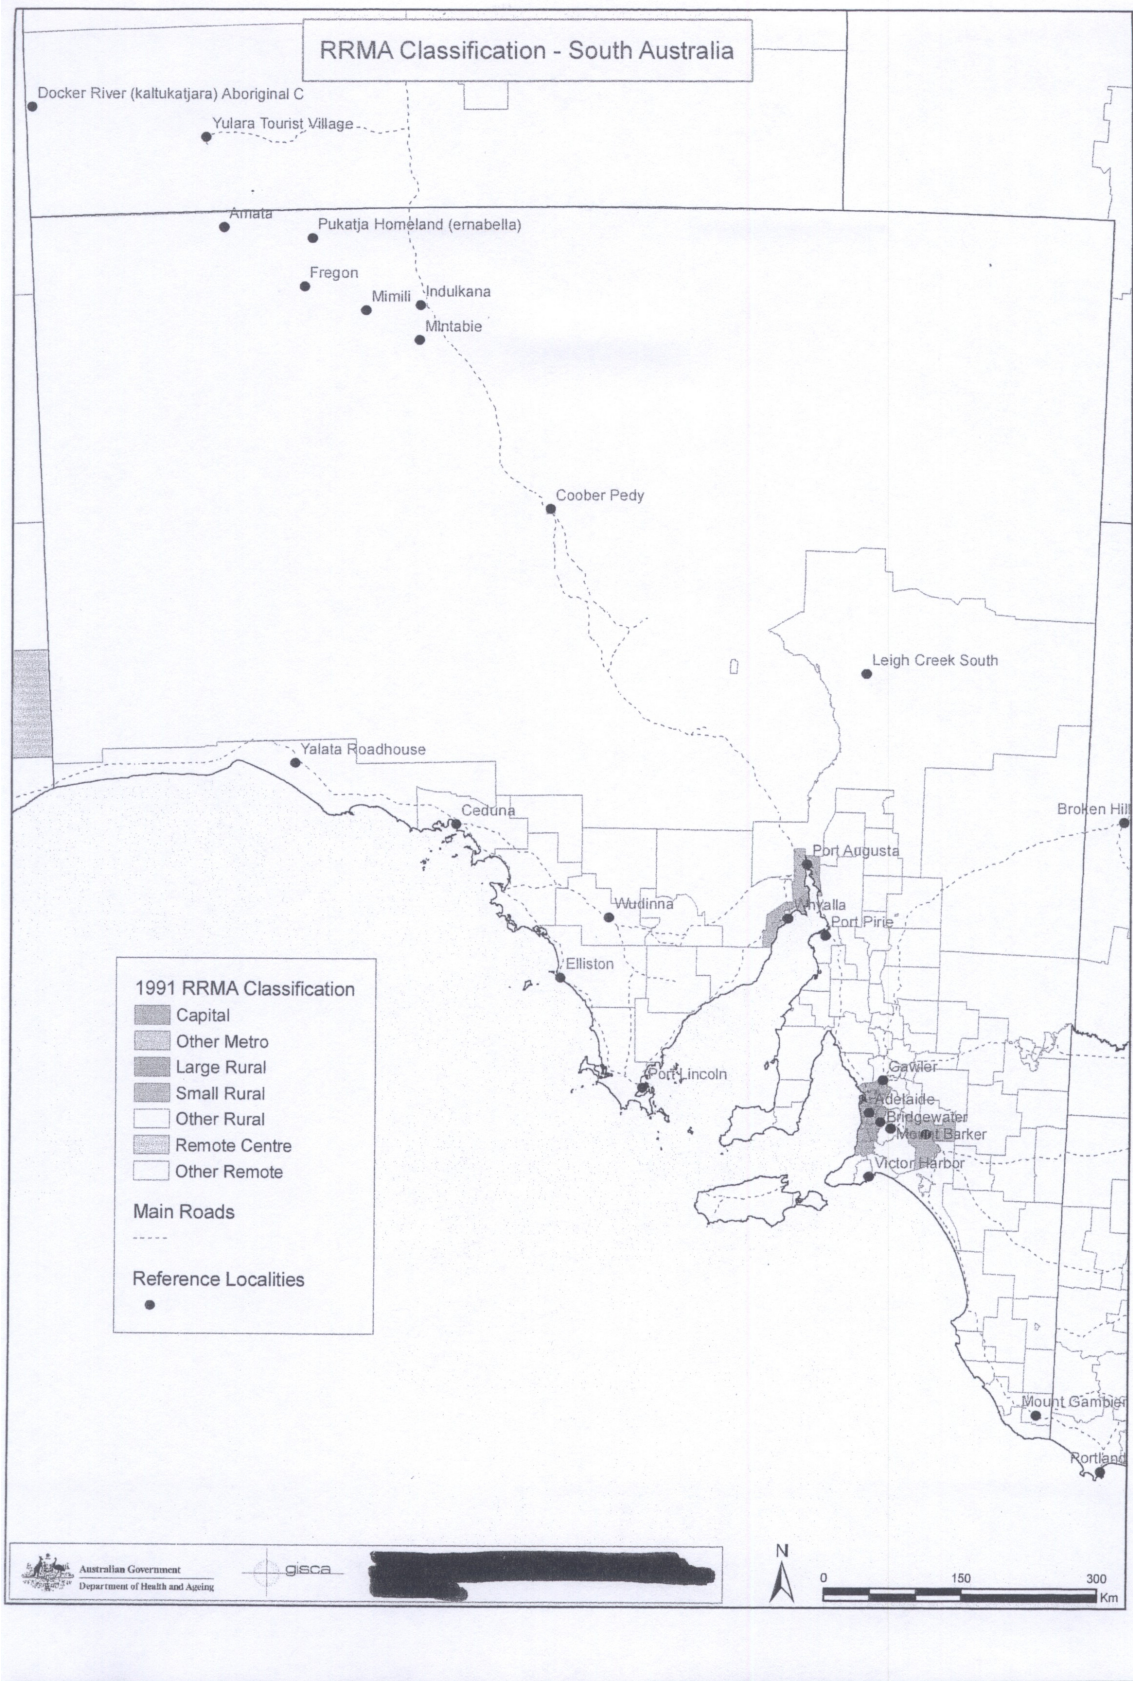 RRMA Classification - South Australia
Docker River (kaltukatjara) Aboriginal C
Yulara Tourist Village
Amata
Pukatja Homeland (ernabella)
Fregon
Mimili
Indulkana
Mintabie
Coober Pedy
Leigh Creek South
Yalata Roadhouse
Ceduna
Broken Hill
Port Augusta
Wudinna
Whyalla
Port Pirie
Elliston
1991 RRMA Classification
Capital
Other Metro
Large Rural
Small Rural
Other Rural
Remote Centre
Other Remote
Main Roads
Reference Localities
Port Lincoln
Gawler
Adelaide
Bridgewater
Mount Barker
Victor Harbor
Mount Gambier
Portland
Australian Government
Department of Health and Ageing
gisca
N
0 150 300
Km